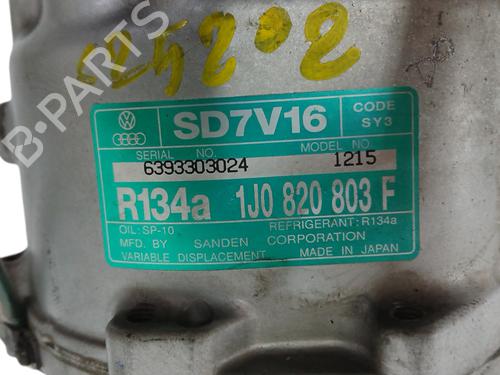 B-PARTS
025202
SD7V16
CODE
SY3
SERIAL NO.
MODEL NO.
6393303024
1215
R134a
1J0 820 803 F
OIL: SP-10
REFRIGERANT: R134a
MFD. BY SANDEN CORPORATION
VARIABLE DISPLACEMENT
MADE IN JAPAN